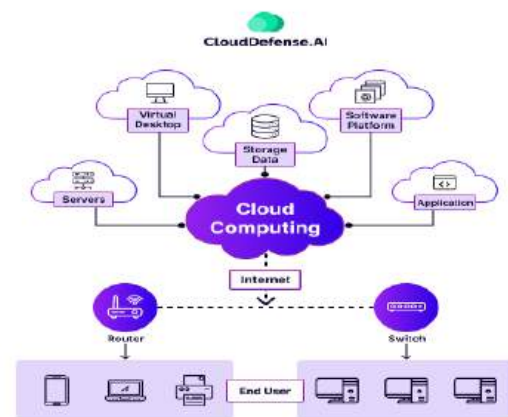 CloudDefense.AI
Virtual
Desktop
Software
Platform
Storage
Data
Servers
Application
Cloud
Computing
Internet
Router
Switch
End User